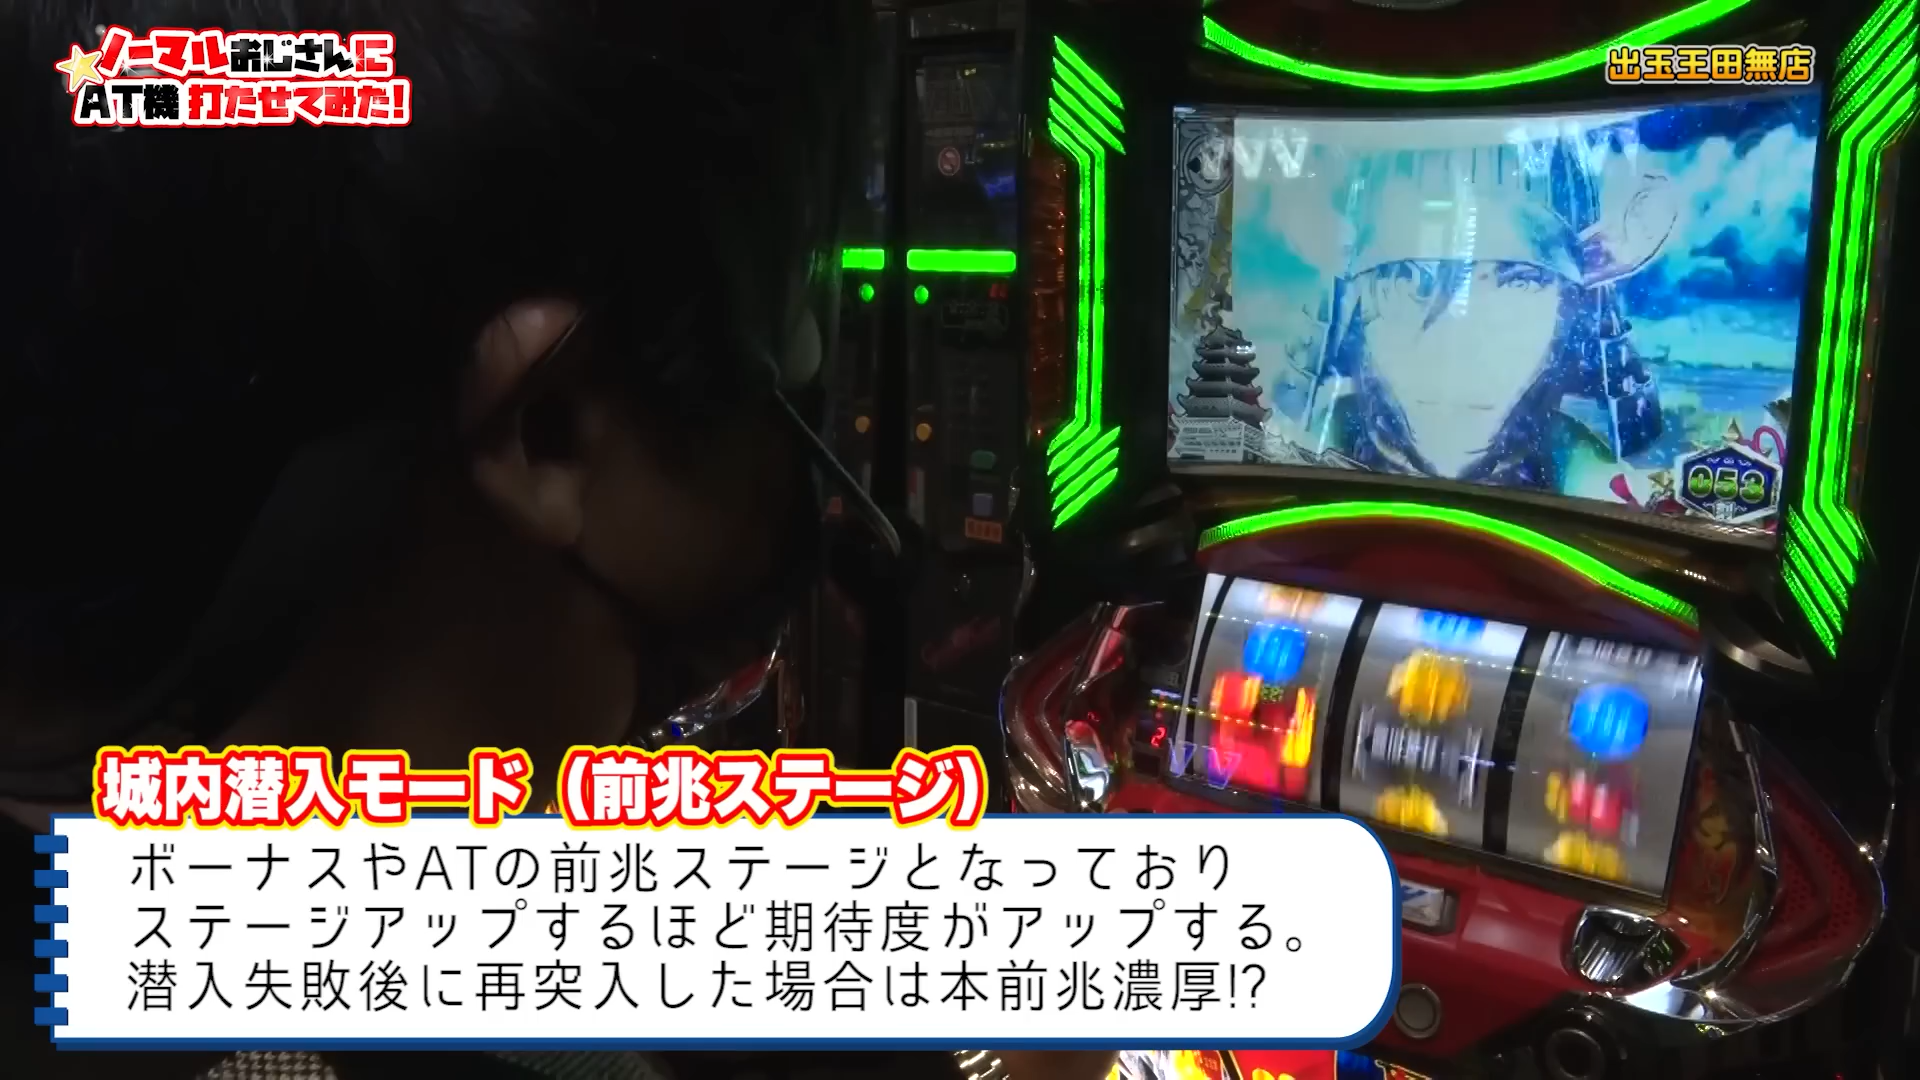 ノーマルおじさんに
AT機 打たせてみた!
出玉王田無店
053
2
城内潜入モード（前兆ステージ）
ボーナスやATの前兆ステージとなっており
ステージアップするほど期待度がアップする。
潜入失敗後に再突入した場合は本前兆濃厚!?